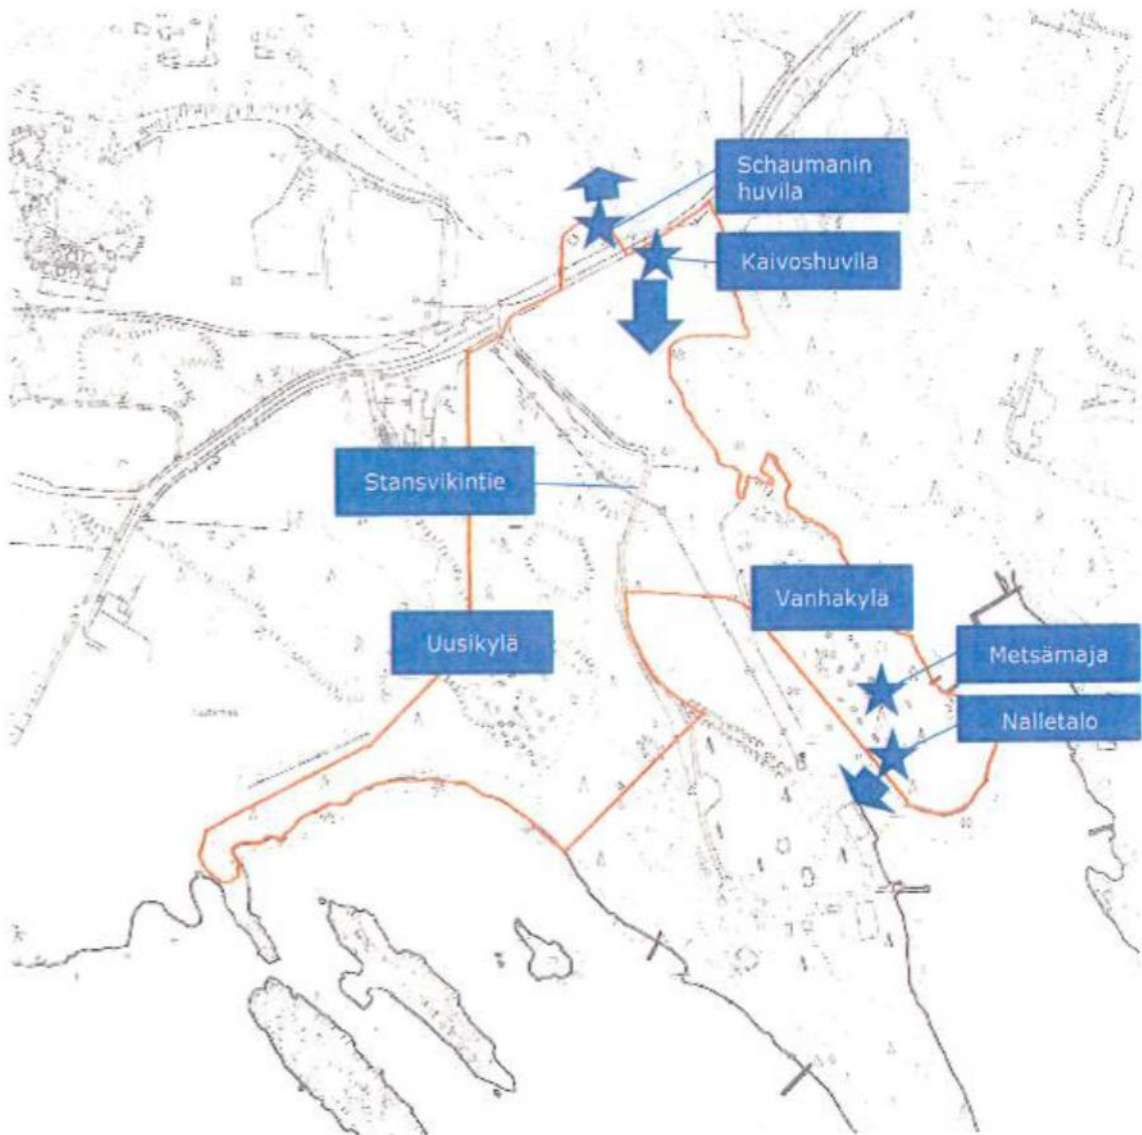 Schaumanin
huvila
Kaivoshuvila
Stansvikintie
Vanhakylä
Uusikylä
Metsämaja
Nalletalo